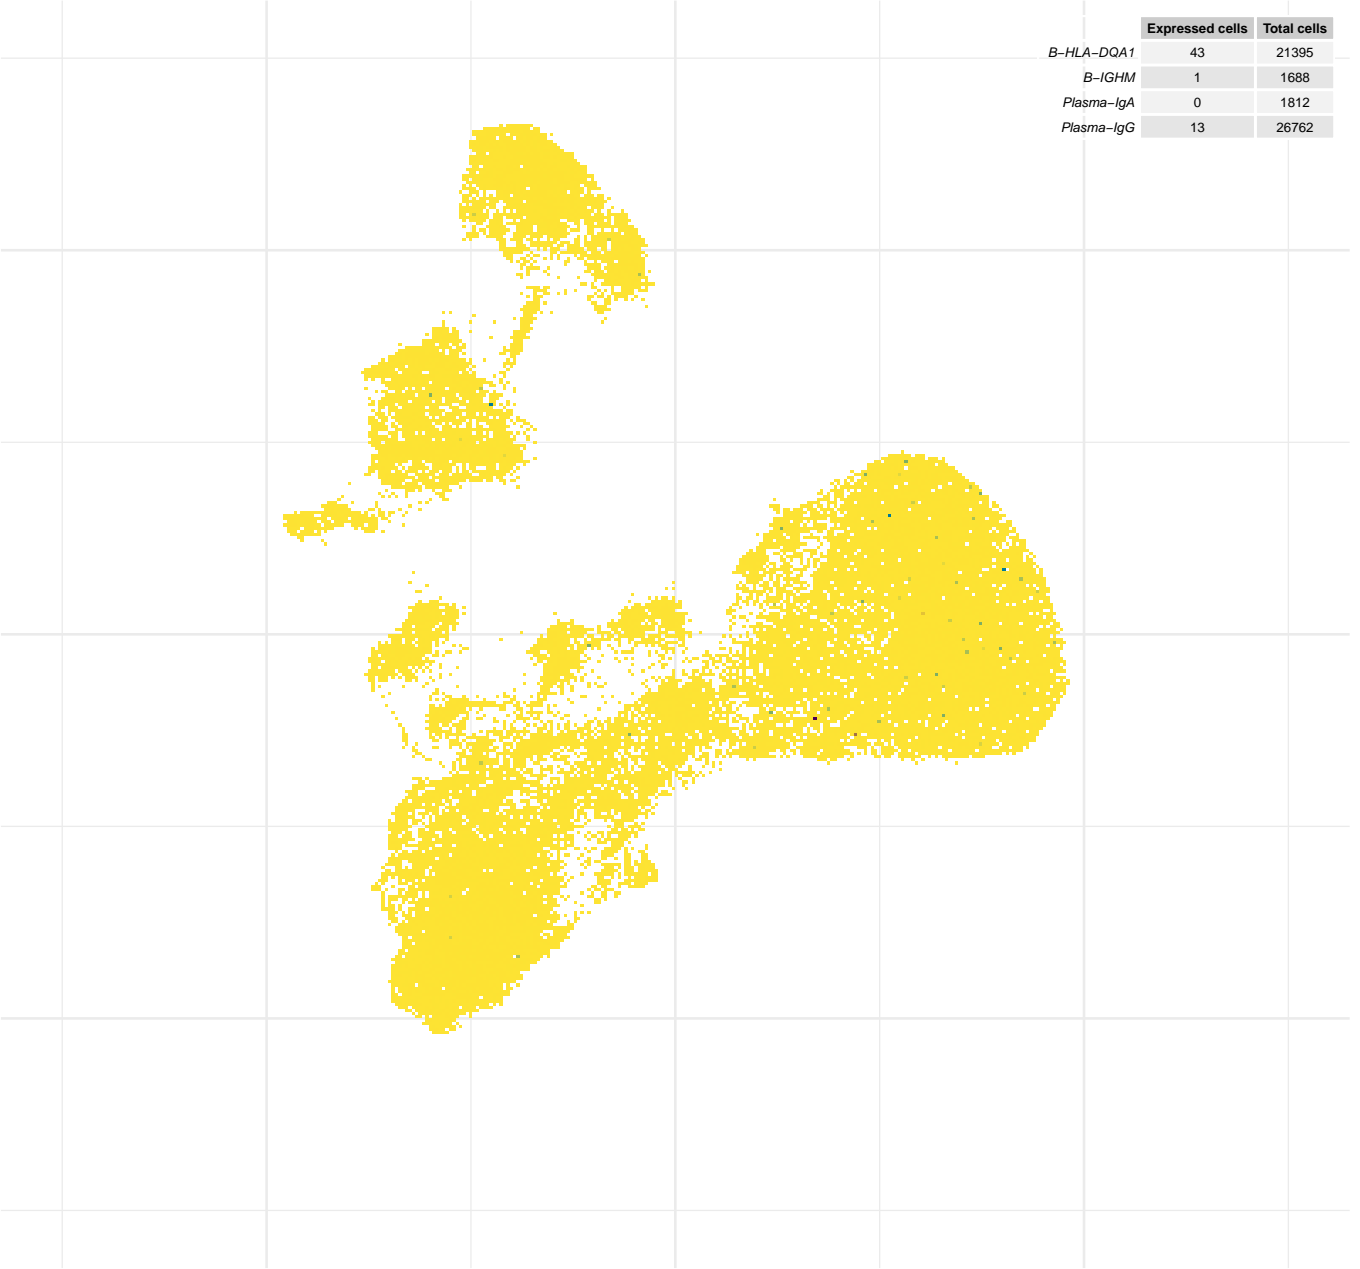 Expressed cells Total cells
B−HLA−DQA1 43 21395
B−IGHM 1 1688
Plasma−IgA 0 1812
Plasma−IgG 13 26762